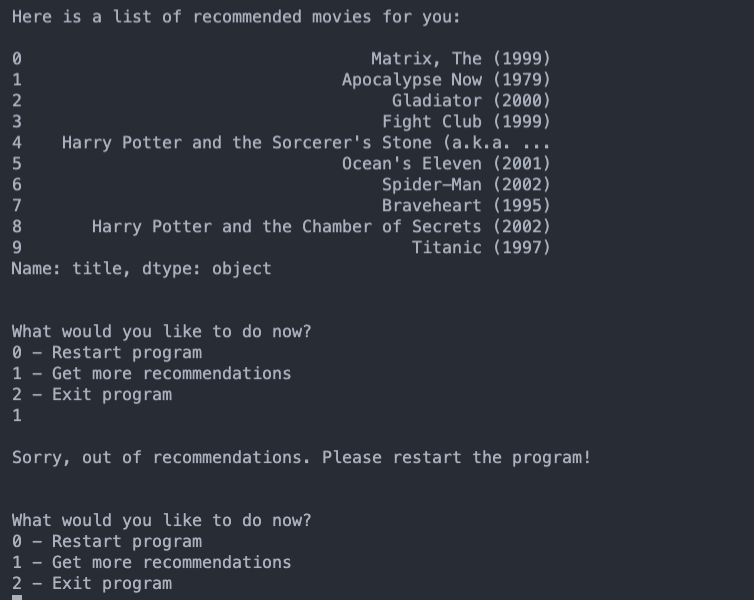 Here is a list of recommended movies for you:
0 Matrix, The (1999)
1 Apocalypse Now (1979)
2 Gladiator (2000)
3 Fight Club (1999)
4 Harry Potter and the Sorcerer's Stone (a.k.a. ...
5 Ocean's Eleven (2001)
6 Spider-Man (2002)
7 Braveheart (1995)
8 Harry Potter and the Chamber of Secrets (2002)
9 Titanic (1997)
Name: title, dtype: object
What would you like to do now?
0 - Restart program
1 - Get more recommendations
2 - Exit program
1
Sorry, out of recommendations. Please restart the program!
What would you like to do now?
0 - Restart program
1 - Get more recommendations
2 - Exit program